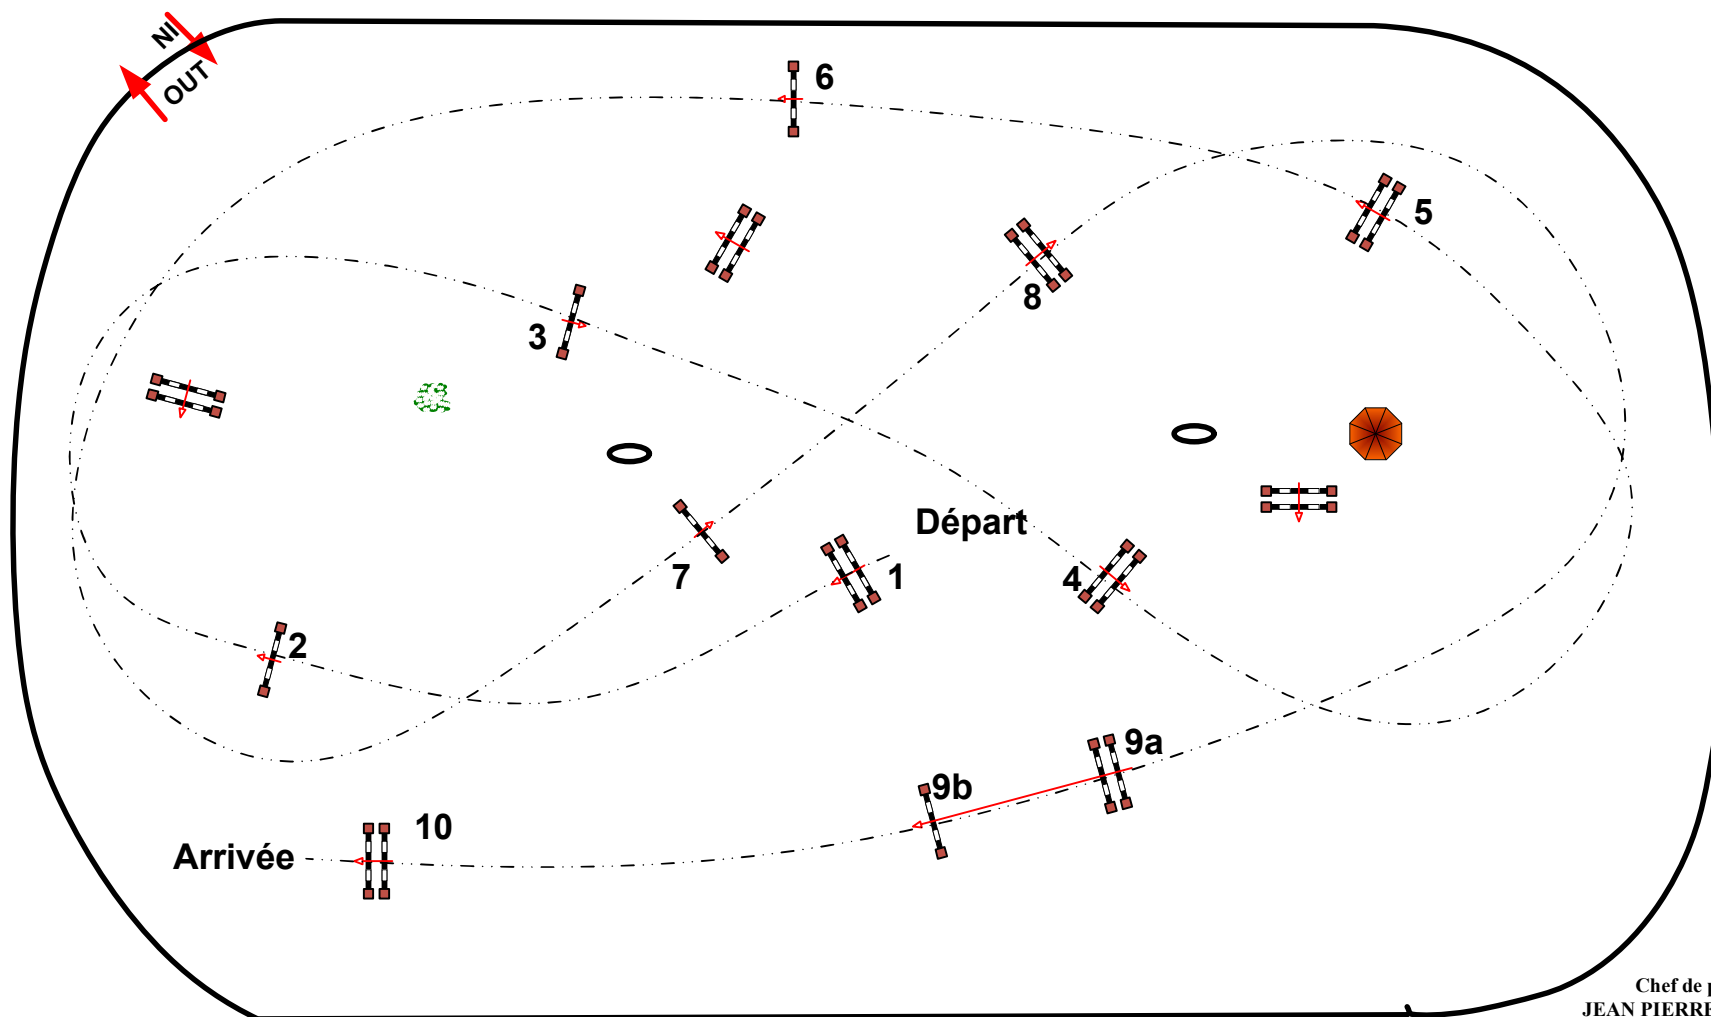 IN
OUT
6
5
8
3
Départ
7
1
4
2
9a
9b
10
Arrivée
Chef de
JEAN PIERRE